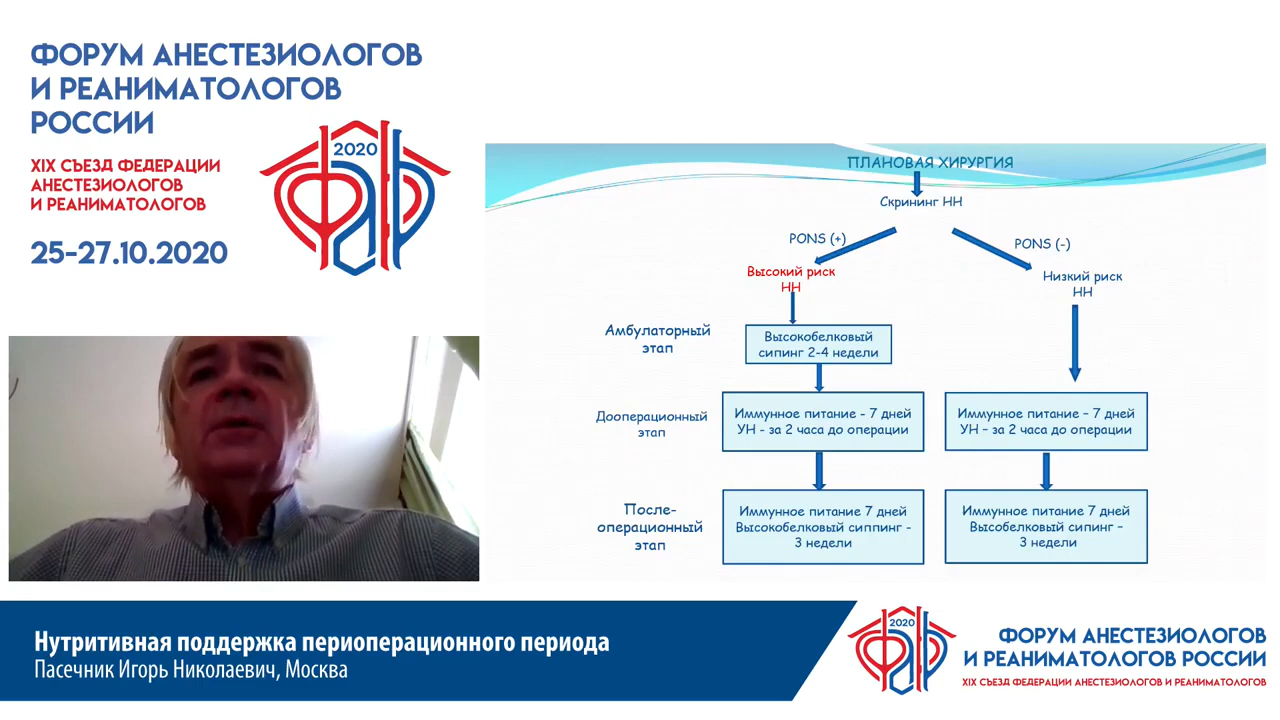 ФОРУМ АНЕСТЕЗИОЛОГОВ
И РЕАНИМАТОЛОГОВ
РОССИИ
XIX СЪЕЗД ФЕДЕРАЦИИ
АНЕСТЕЗИОЛОГОВ
И РЕАНИМАТОЛОГОВ
25-27.10.2020
2020
ФАР
ПЛАНОВАЯ ХИРУРГИЯ
Скрининг НН
PONS (+)
PONS (-)
Высокий риск
НН
Низкий риск
НН
Амбулаторный
этап
Высокобелковый
сипинг 2-4 недели
Дооперационный
этап
Иммунное питание - 7 дней
УН - за 2 часа до операции
Иммунное питание – 7 дней
УН – за 2 часа до операции
После-
операционный
этап
Иммунное питание 7 дней
Высокобелковый сиппинг -
3 недели
Иммунное питание 7 дней
Высобелковый сипинг –
3 недели
Нутритивная поддержка периоперационного периода
Пасечник Игорь Николаевич, Москва
2020
ФАР
ФОРУМ АНЕСТЕЗИОЛОГОВ
И РЕАНИМАТОЛОГОВ РОССИИ
XIX СЪЕЗД ФЕДЕРАЦИИ АНЕСТЕЗИОЛОГОВ И РЕАНИМАТОЛОГОВ